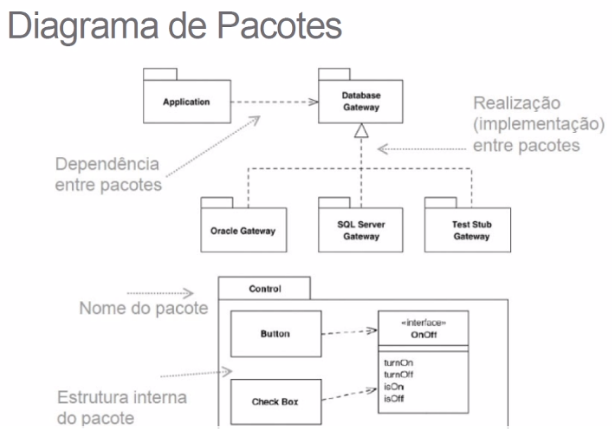 Diagrama de Pacotes
Application
Database
Gateway
Realização
(implementação)
entre pacotes
Dependência
entre pacotes
Oracle Gateway
SQL Server
Gateway
Test Stub
Gateway
Control
Nome do pacote
Button
«interface»
OnOff
turnOn
turnOff
isOn
isOff
Estrutura interna
do pacote
Check Box